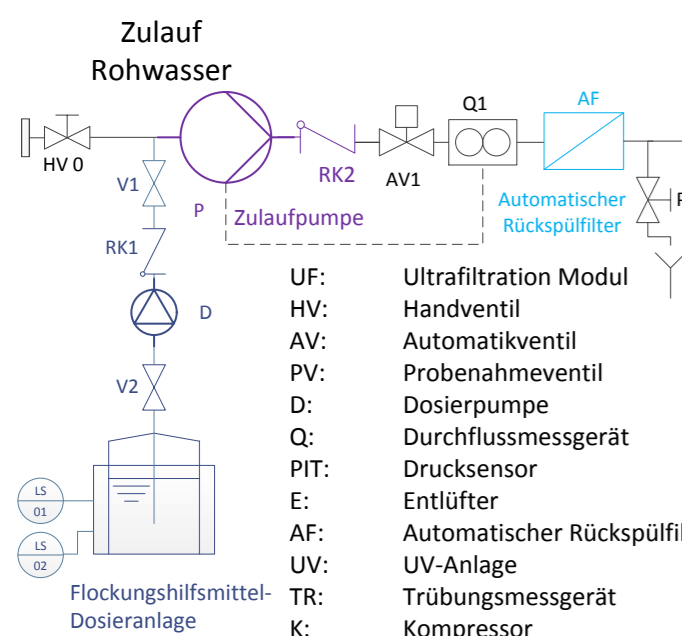 Zulauf
Rohwasser
HV 0
V1
P
Zulaufpumpe
RK2
AV1
Q1
AF
Automatischer
Rückspülfilter
P
RK1
D
V2
LS
01
LS
02
Flockungshilfsmittel-
Dosieranlage
UF: Ultrafiltration Modul
HV: Handventil
AV: Automatikventil
PV: Probenahmeventil
D: Dosierpumpe
Q: Durchflussmessgerät
PIT: Drucksensor
E: Entlüfter
AF: Automatischer Rückspülfil
UV: UV-Anlage
TR: Trübungsmessgerät
K: Kompressor